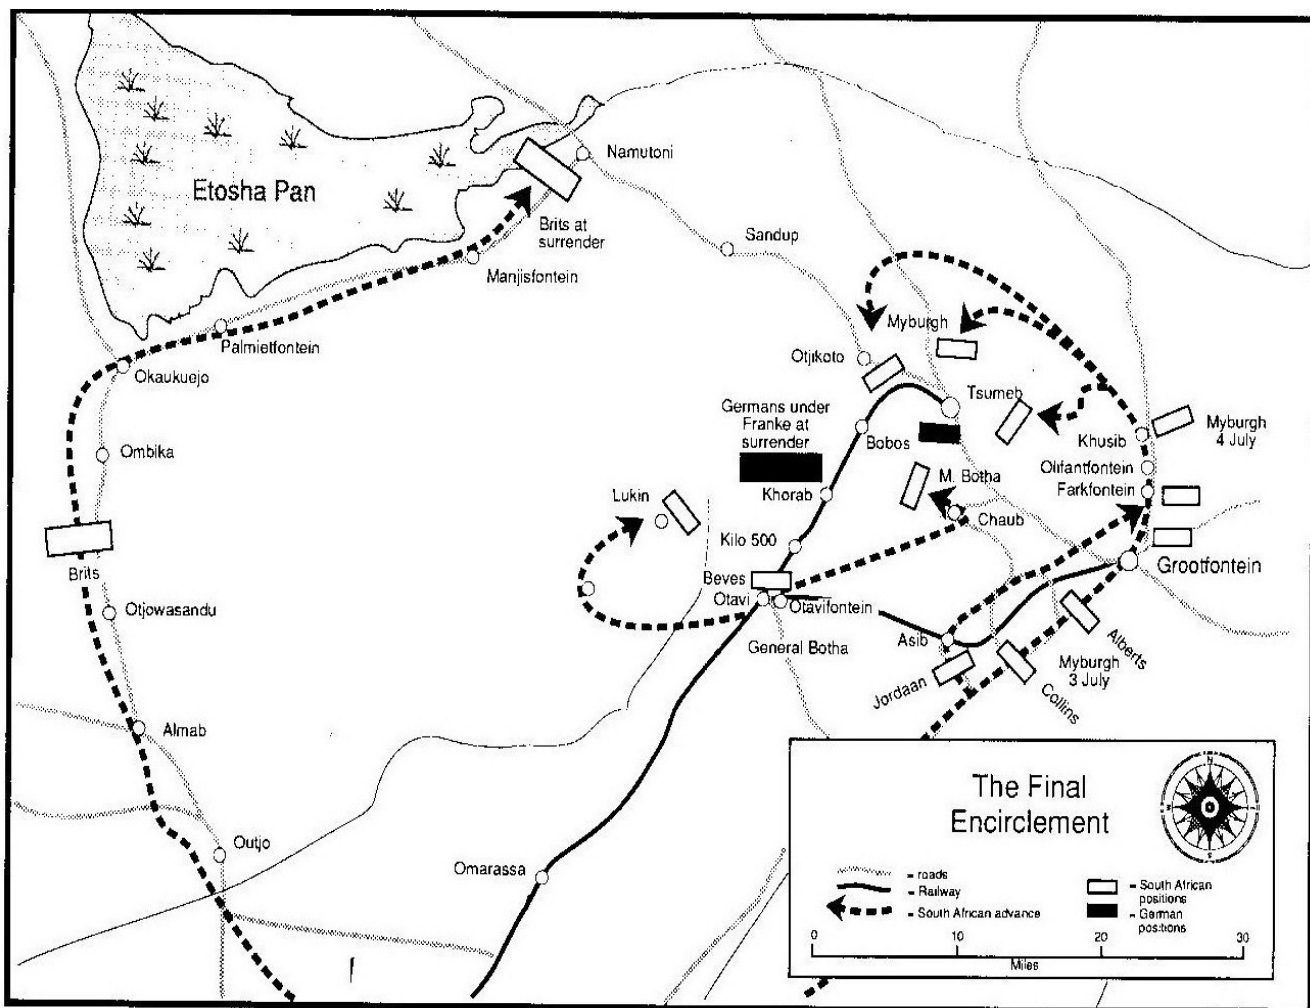 Namutoni
Etosha Pan
Brits at
surrender
Sandup
Manjisfontein
Palmietfontein
Okaukuejo
Myburgh
Otjikoto
Tsumeb
Germans under
Franke at
surrender
Bobos
Khusib
Myburgh
4 July
Ombika
Olifantfontein
Farkfontein
M. Botha
Lukin
Khorab
Chaub
Kilo 500
Grootfontein
Brits
Beves
Otavi
Otavifontein
Otjowasandu
General Botha
Asib
Alberts
Myburgh
3 July
Jordaan
Collins
Almab
Outjo
Omarassa
The Final
Encirclement
N
E
S
W
= roads
= Railway
= South African advance
= South African
positions
= German
positions
0 10 20 30
Miles